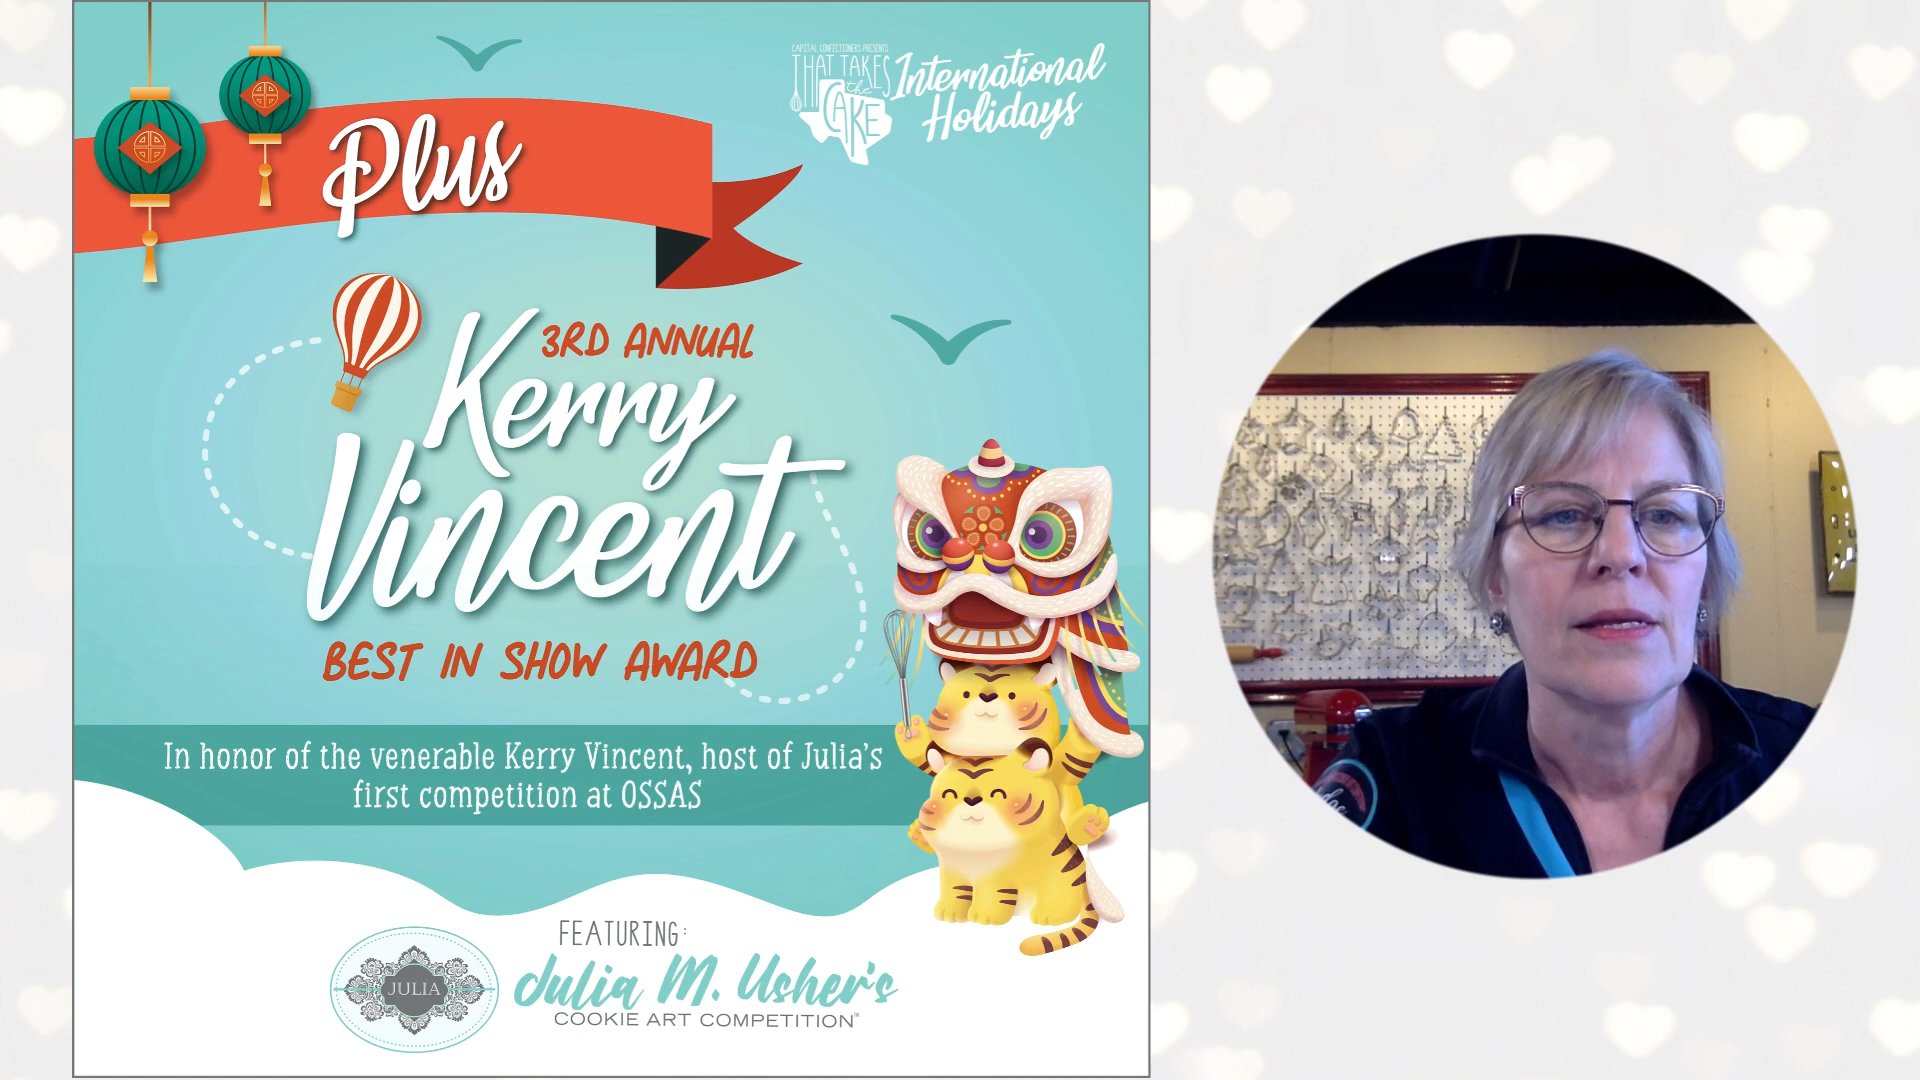 Plus
CAPITAL CONFECTIONERS PRESENTS
THAT TAKES
the
CAKE
International
Holidays
3RD ANNUAL
Kerry
Vincent
BEST IN SHOW AWARD
In honor of the venerable Kerry Vincent, host of Julia's
first competition at OSSAS
FEATURING:
JULIA
Julia M. Usher's
COOKIE ART COMPETITION™